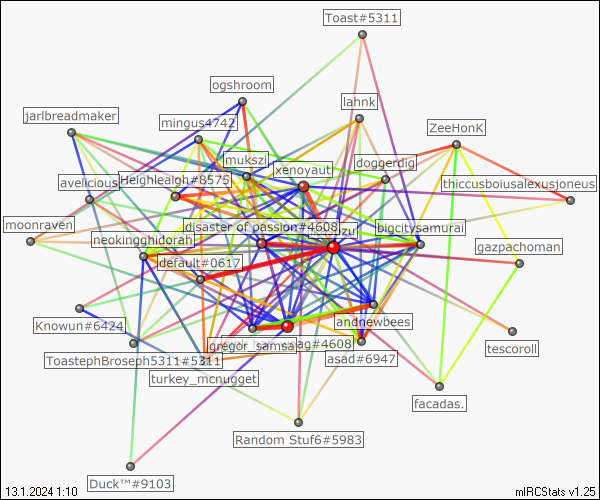 Toast#5311
ogshroom
lahnk
jarlbreadmaker
mingus4742
ZeeHonK
mukszi
xenoyaut
doggerdig
avelicious
Heighleagh#8575
thiccusboiusalexusjoneus
moonraven
disaster of passion#4608
bigcitysamurai
neokingghidorah
gazpachoman
default#0617
Knowun#6424
andnewbees
gregor_samsa
ag#4608
tescoroll
ToastephBroseph5311#5311
asad#6947
turkey_mcnugget
facadas.
Random Stuf6#5983
Duck™#9103
13.1.2024 1:10
mIRCStats v1.25